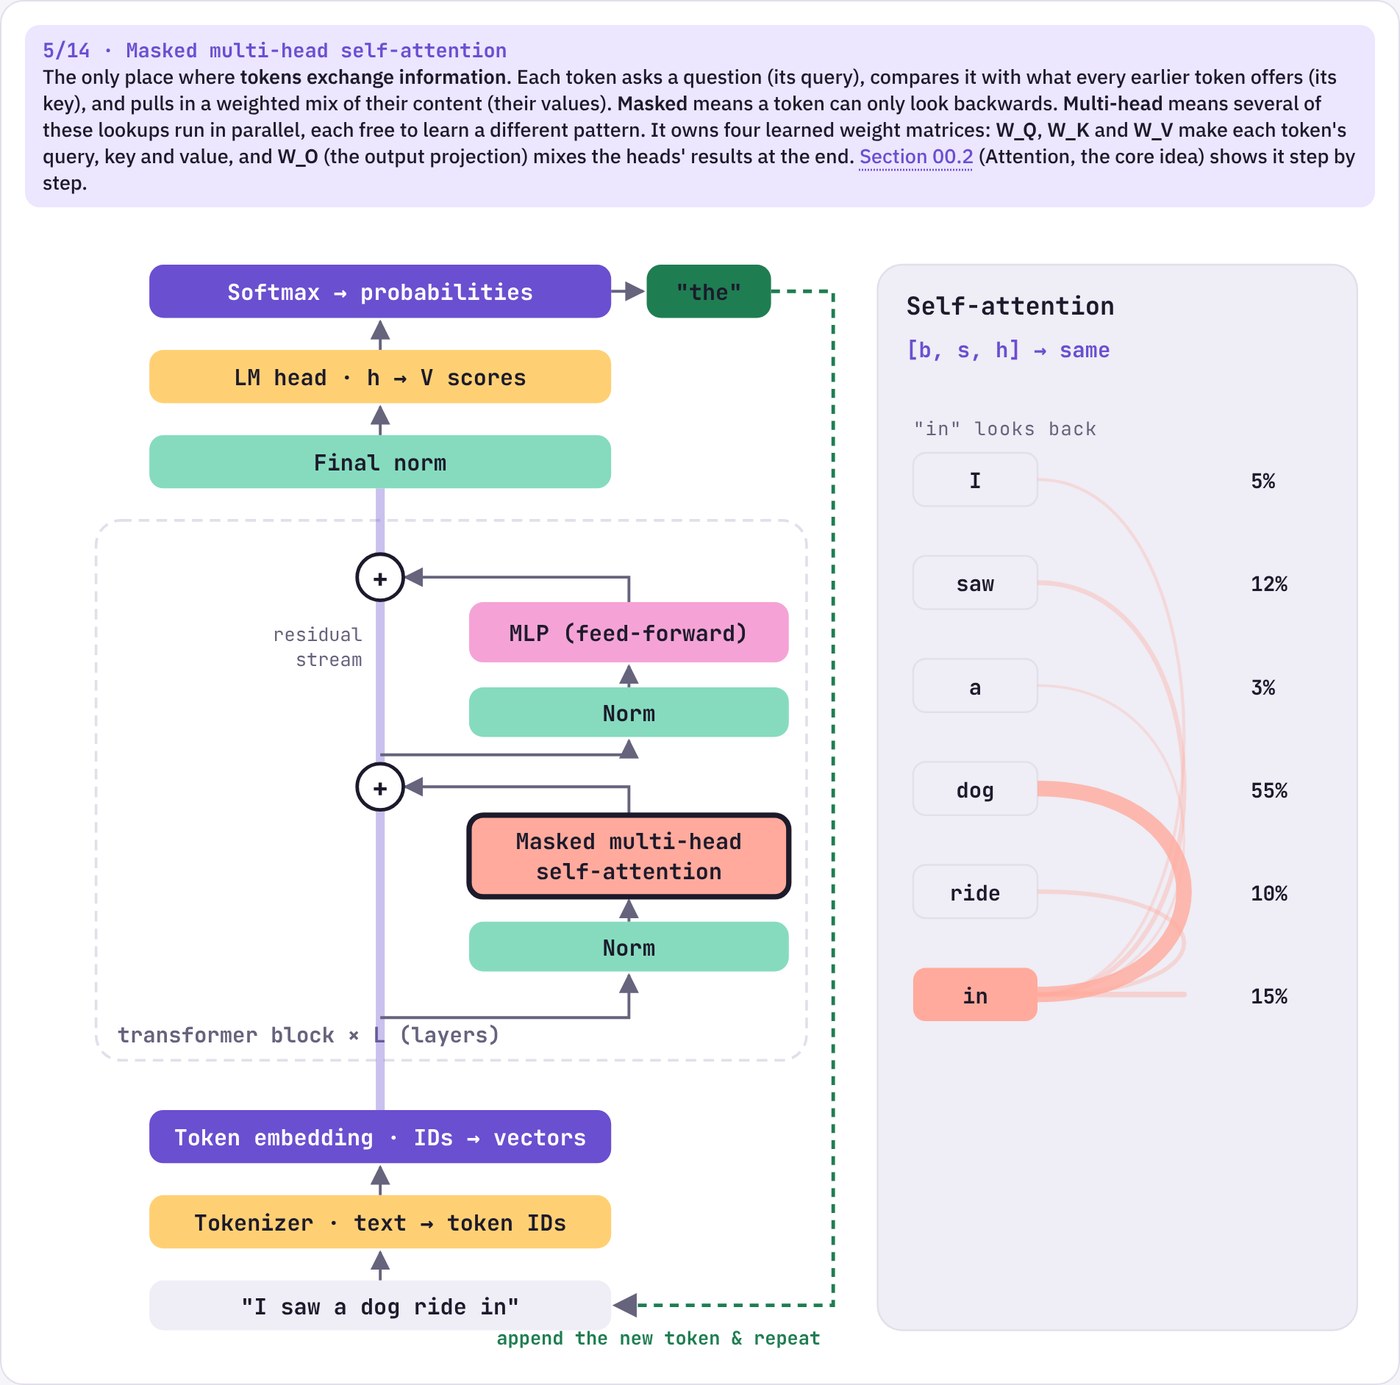 5/14 · Masked multi-head self-attention
The only place where tokens exchange information. Each token asks a question (its query), compares it with what every earlier token offers (its
key), and pulls in a weighted mix of their content (their values). Masked means a token can only look backwards. Multi-head means several of
these lookups run in parallel, each free to learn a different pattern. It owns four learned weight matrices: W_Q, W_K and W_V make each token's
query, key and value, and W_O (the output projection) mixes the heads' results at the end. Section 00.2 (Attention, the core idea) shows it step by
step.
Softmax → probabilities
"the"
LM head · h → V scores
Final norm
+
residual
stream
MLP (feed-forward)
Norm
+
Masked multi-head
self-attention
Norm
transformer block × L (layers)
Token embedding · IDs → vectors
Tokenizer · text → token IDs
"I saw a dog ride in"
append the new token & repeat
Self-attention
[b, s, h] → same
"in" looks back
I 5%
saw 12%
a 3%
dog 55%
ride 10%
in 15%